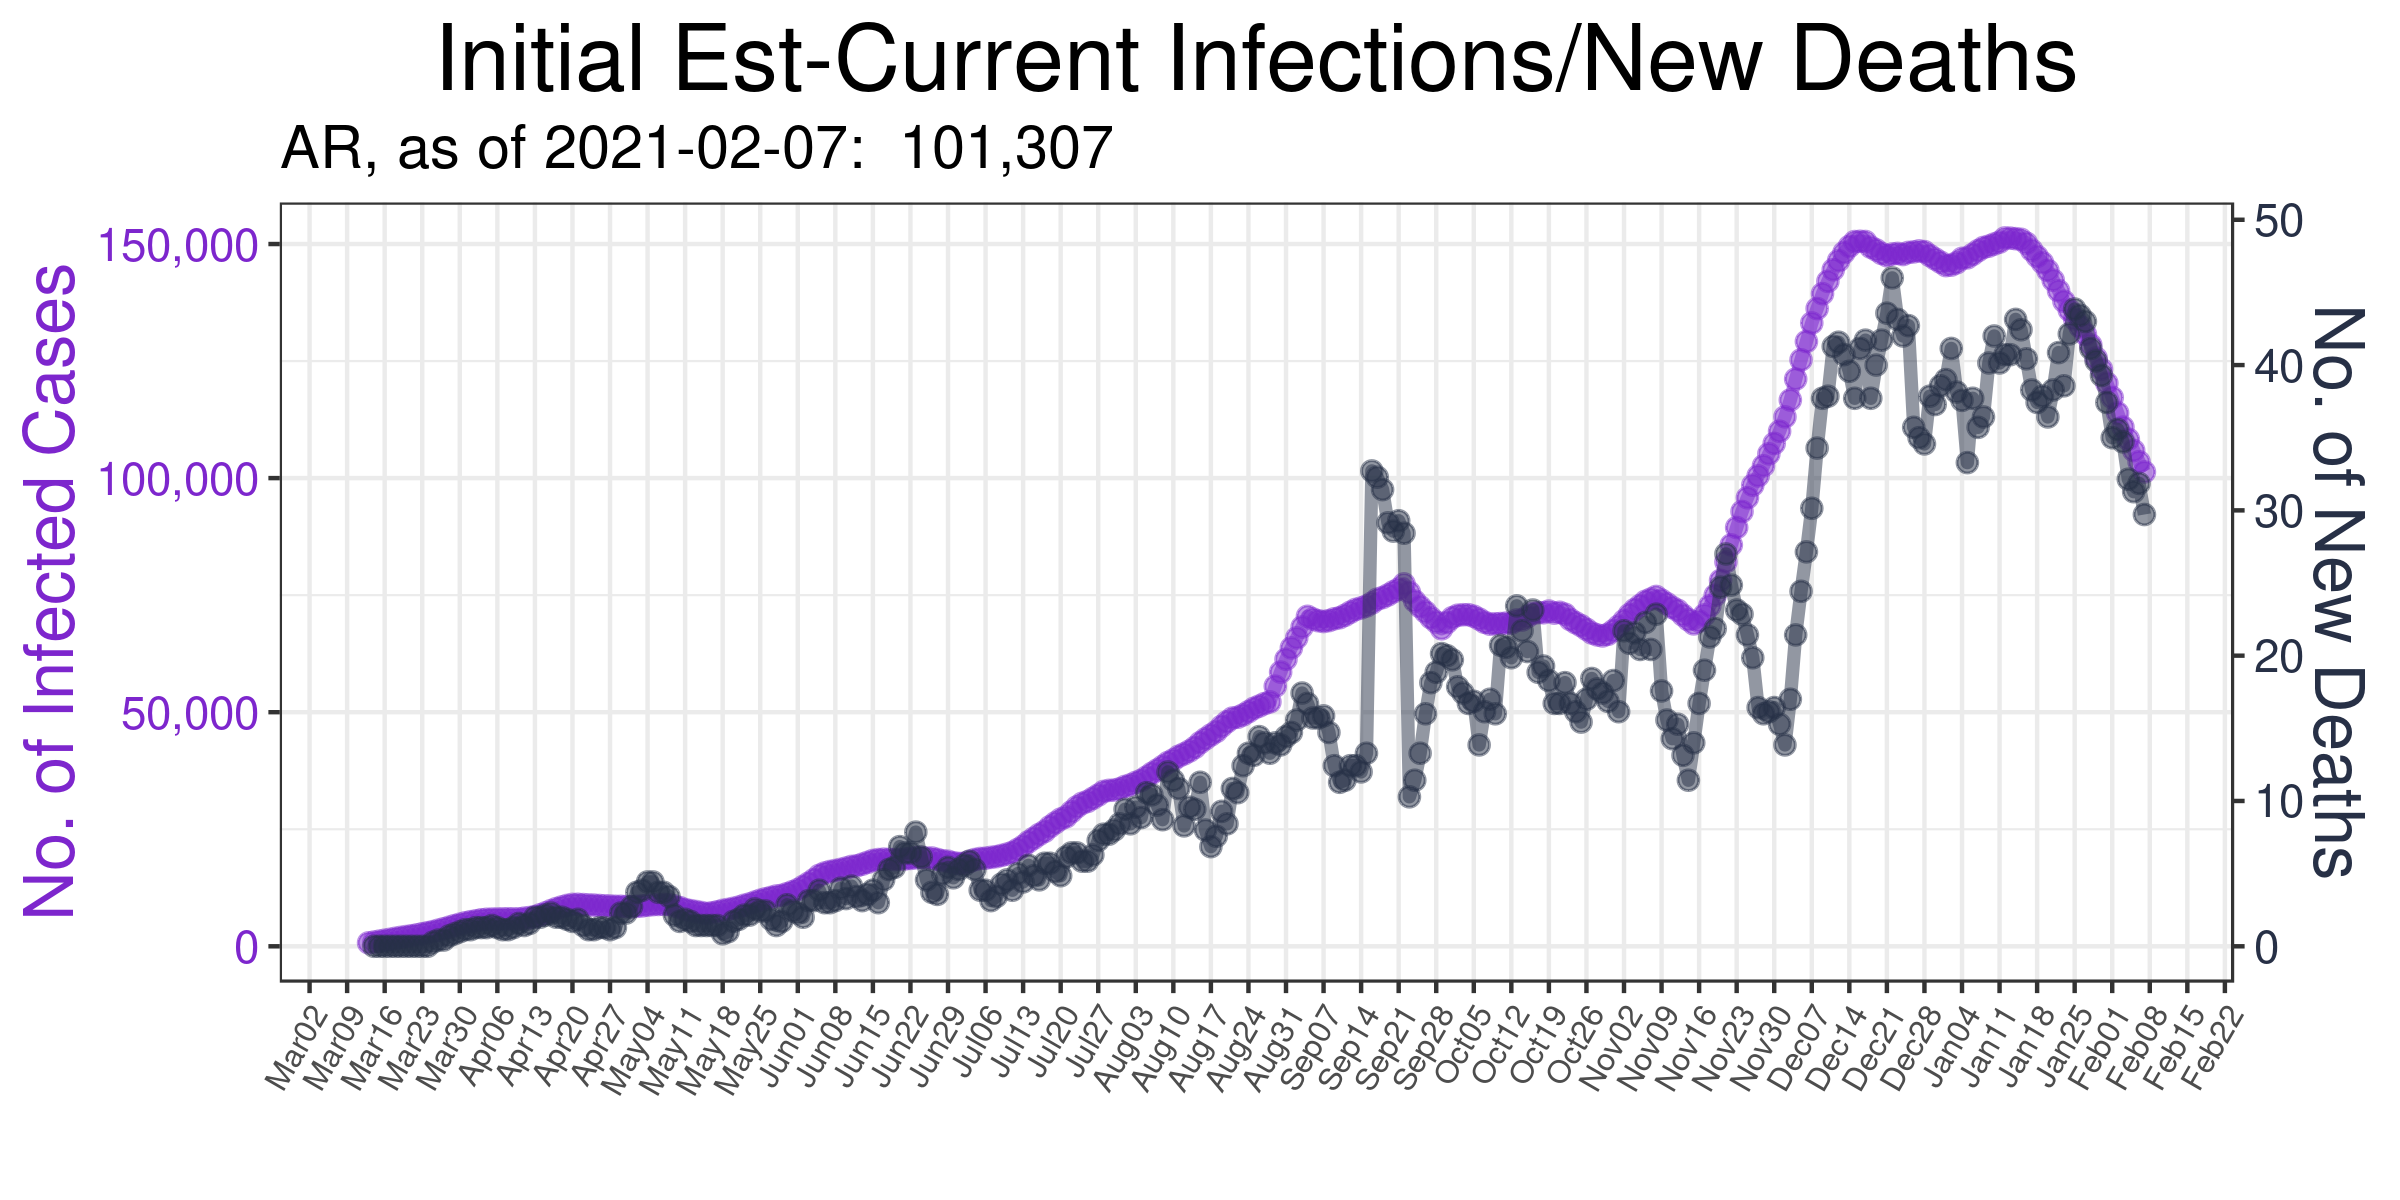 Initial Est-Current Infections/New Deaths
AR, as of 2021-02-07:  101,307
No. of Infected Cases
150,000
100,000
50,000
0
50
40
30
20
10
0
No. of New Deaths
Mar02
Mar09
Mar16
Mar23
Mar30
Apr06
Apr13
Apr20
Apr27
May04
May11
May18
May25
Jun01
Jun08
Jun15
Jun22
Jun29
Jul06
Jul13
Jul20
Jul27
Aug03
Aug10
Aug17
Aug24
Aug31
Sep07
Sep14
Sep21
Sep28
Oct05
Oct12
Oct19
Oct26
Nov02
Nov09
Nov16
Nov23
Nov30
Dec07
Dec14
Dec21
Dec28
Jan04
Jan11
Jan18
Jan25
Feb01
Feb08
Feb15
Feb22